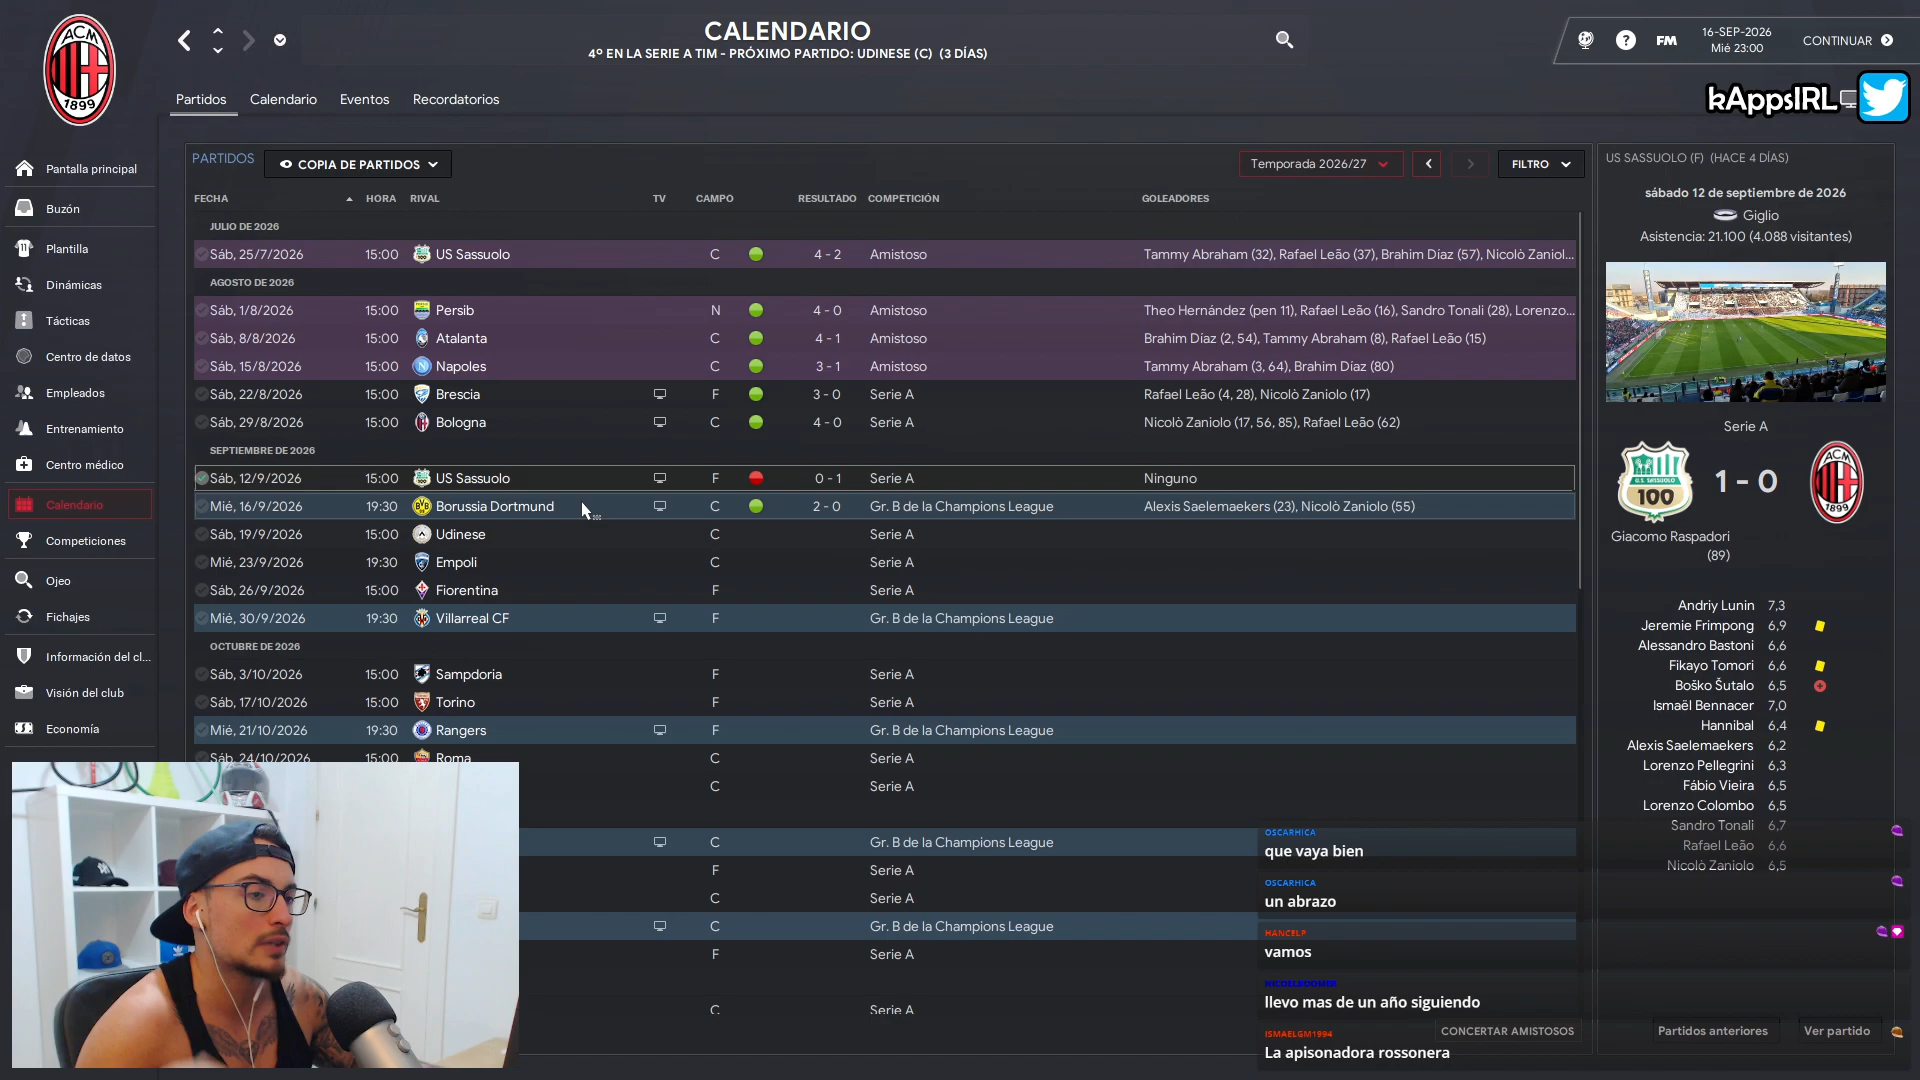 CALENDARIO
4º EN LA SERIE A TIM - PRÓXIMO PARTIDO: UDINESE (C) (3 DÍAS)
FM
16-SEP-2026
Mié 23:00
CONTINUAR
ACM
1899
Partidos Calendario Eventos Recordatorios
kAppsIRL
Pantalla principal
Buzón
Plantilla
Dinámicas
Tácticas
Centro de datos
Empleados
Entrenamiento
Centro médico
Calendario
Competiciones
Ojeo
Fichajes
Información del cl...
Visión del club
Economía
PARTIDOS COPIA DE PARTIDOS Temporada 2026/27 FILTRO
FECHA HORA RIVAL TV CAMPO RESULTADO COMPETICIÓN GOLEADORES
JULIO DE 2026
Sáb, 25/7/2026 15:00 US Sassuolo C 4 - 2 Amistoso Tammy Abraham (32), Rafael Leão (37), Brahim Díaz (57), Nicolò Zaniol...
AGOSTO DE 2026
Sáb, 1/8/2026 15:00 Persib N 4 - 0 Amistoso Theo Hernández (pen 11), Rafael Leão (16), Sandro Tonali (28), Lorenzo...
Sáb, 8/8/2026 15:00 Atalanta C 4 - 1 Amistoso Brahim Díaz (2, 54), Tammy Abraham (8), Rafael Leão (15)
Sáb, 15/8/2026 15:00 Napoles C 3 - 1 Amistoso Tammy Abraham (3, 64), Brahim Díaz (80)
Sáb, 22/8/2026 15:00 Brescia F 3 - 0 Serie A Rafael Leão (4, 28), Nicolò Zaniolo (17)
Sáb, 29/8/2026 15:00 Bologna C 4 - 0 Serie A Nicolò Zaniolo (17, 56, 85), Rafael Leão (62)
SEPTIEMBRE DE 2026
Sáb, 12/9/2026 15:00 US Sassuolo F 0 - 1 Serie A Ninguno
Mié, 16/9/2026 19:30 Borussia Dortmund C 2 - 0 Gr. B de la Champions League Alexis Saelemaekers (23), Nicolò Zaniolo (55)
Sáb, 19/9/2026 15:00 Udinese C Serie A
Mié, 23/9/2026 19:30 Empoli C Serie A
Sáb, 26/9/2026 15:00 Fiorentina F Serie A
Mié, 30/9/2026 19:30 Villarreal CF F Gr. B de la Champions League
OCTUBRE DE 2026
Sáb, 3/10/2026 15:00 Sampdoria F Serie A
Sáb, 17/10/2026 15:00 Torino F Serie A
Mié, 21/10/2026 19:30 Rangers F Gr. B de la Champions League
Sáb, 24/10/2026 15:00 Roma C Serie A
C Serie A
C Gr. B de la Champions League
F Serie A
C Serie A
C Gr. B de la Champions League
F Serie A
C Serie A
CONCERTAR AMISTOSOS
US SASSUOLO (F) (HACE 4 DÍAS)
sábado 12 de septiembre de 2026
Giglio
Asistencia: 21.100 (4.088 visitantes)
Serie A
1 - 0
Giacomo Raspadori
(89)
Andriy Lunin 7,3
Jeremie Frimpong 6,9
Alessandro Bastoni 6,6
Fikayo Tomori 6,6
Boško Šutalo 6,5
Ismaël Bennacer 7,0
Hannibal 6,4
Alexis Saelemaekers 6,2
Lorenzo Pellegrini 6,3
Fábio Vieira 6,5
Lorenzo Colombo 6,5
Sandro Tonali 6,7
Rafael Leão 6,6
Nicolò Zaniolo 6,5
Partidos anteriores Ver partido
OSCARHICA
que vaya bien
OSCARHICA
un abrazo
HANCELP
vamos
llevo mas de un año siguiendo
ISMAELGM1994
La apisonadora rossonera